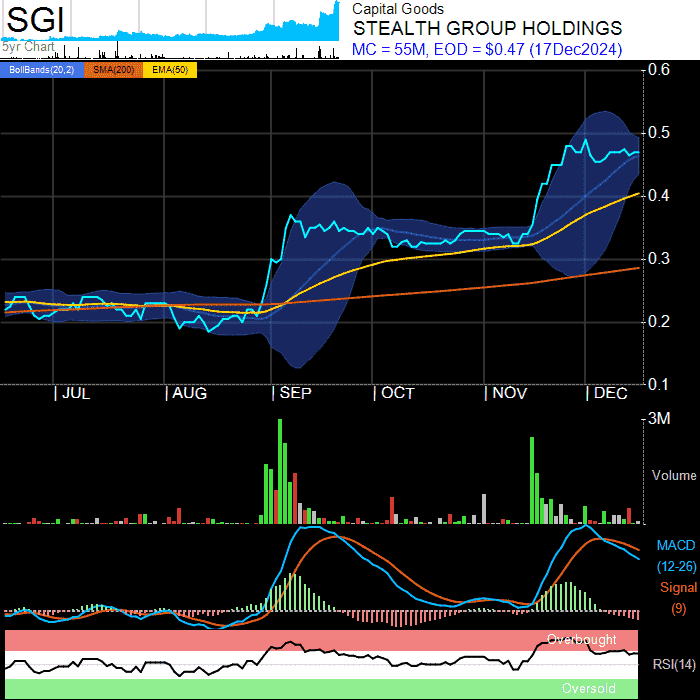 SGI
5yr Chart
Capital Goods
STEALTH GROUP HOLDINGS
MC = 55M, EOD = $0.47 (17Dec2024)
BollBands(20,2) SMA(200) EMA(50)
0.6
0.5
0.4
0.3
0.2
0.1
JUL AUG SEP OCT NOV DEC
3M
Volume
MACD
(12-26)
Signal
(9)
Overbought
RSI(14)
Oversold